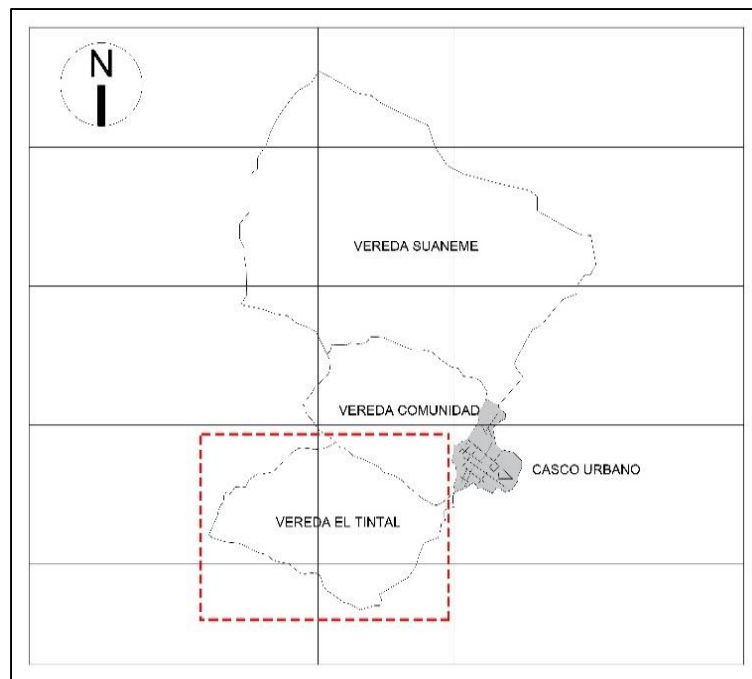 N
VEREDA SUANEME
VEREDA COMUNIDAD
CASCO URBANO
VEREDA EL TINTAL